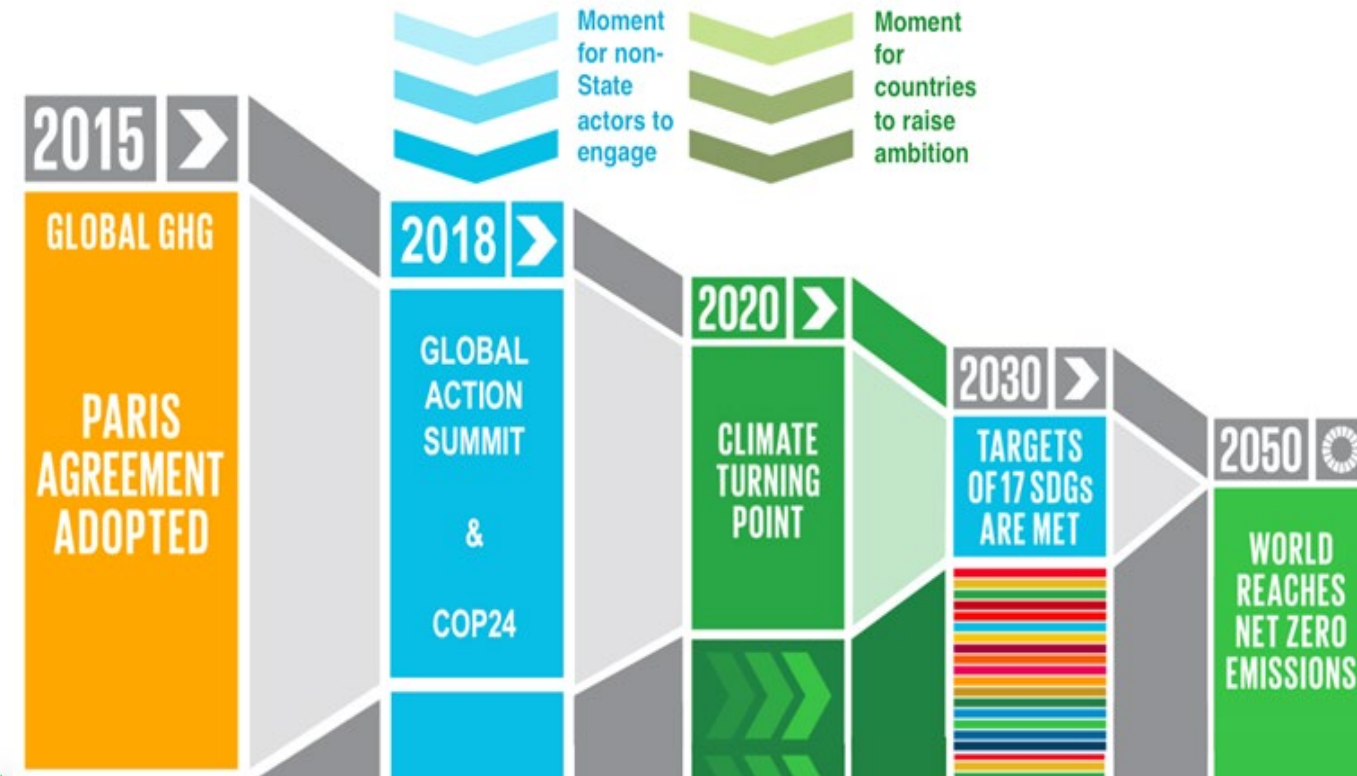 Moment
for non-
State
actors to
engage
Moment
for
countries
to raise
ambition
2015
GLOBAL GHG
PARIS
AGREEMENT
ADOPTED
2018
GLOBAL
ACTION
SUMMIT
&
COP24
2020
CLIMATE
TURNING
POINT
2030
TARGETS
OF 17 SDGs
ARE MET
2050
WORLD
REACHES
NET ZERO
EMISSIONS